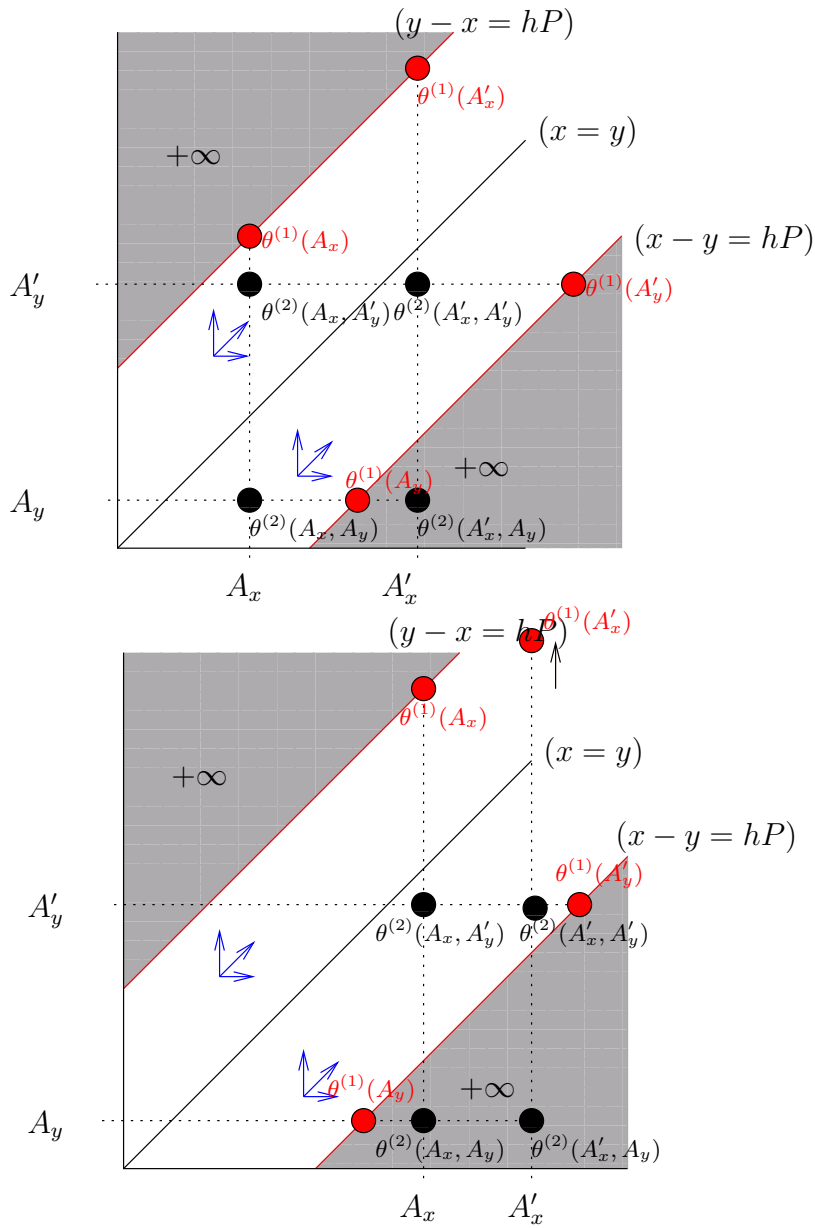 (y − x = hP)
θ^(1)(A′_x)
(x = y)
+∞
θ^(1)(A_x)
(x − y = hP)
A′_y
θ^(1)(A′_y)
θ^(2)(A_x, A′_y) θ^(2)(A′_x, A′_y)
+∞
θ^(1)(A_y)
A_y
θ^(2)(A_x, A_y) θ^(2)(A′_x, A_y)
A_x A′_x
θ^(1)(A′_x)
(y − x = hP)
θ^(1)(A_x)
(x = y)
+∞
(x − y = hP)
θ^(1)(A′_y)
A′_y
θ^(2)(A_x, A′_y) θ^(2)(A′_x, A′_y)
θ^(1)(A_y) +∞
A_y
θ^(2)(A_x, A_y) θ^(2)(A′_x, A_y)
A_x A′_x